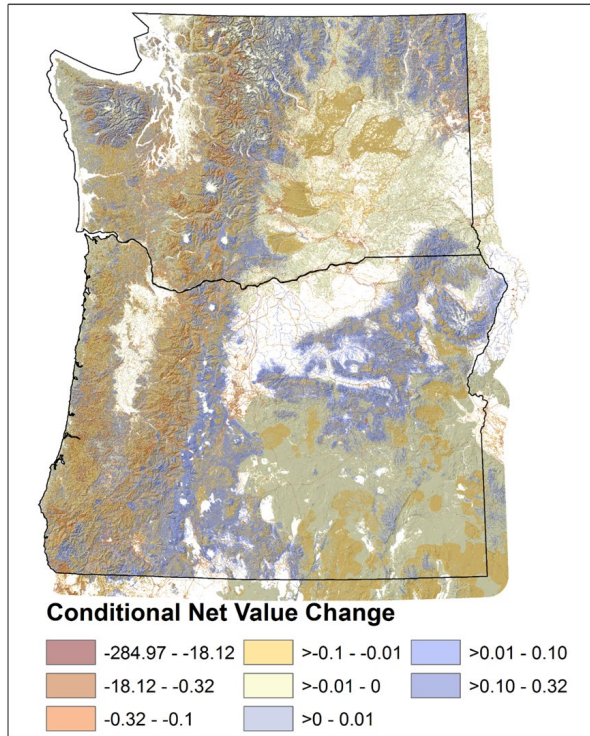 Conditional Net Value Change
-284.97 - -18.12
-18.12 - -0.32
-0.32 - -0.1
>-0.1 - -0.01
>-0.01 - 0
>0 - 0.01
>0.01 - 0.10
>0.10 - 0.32